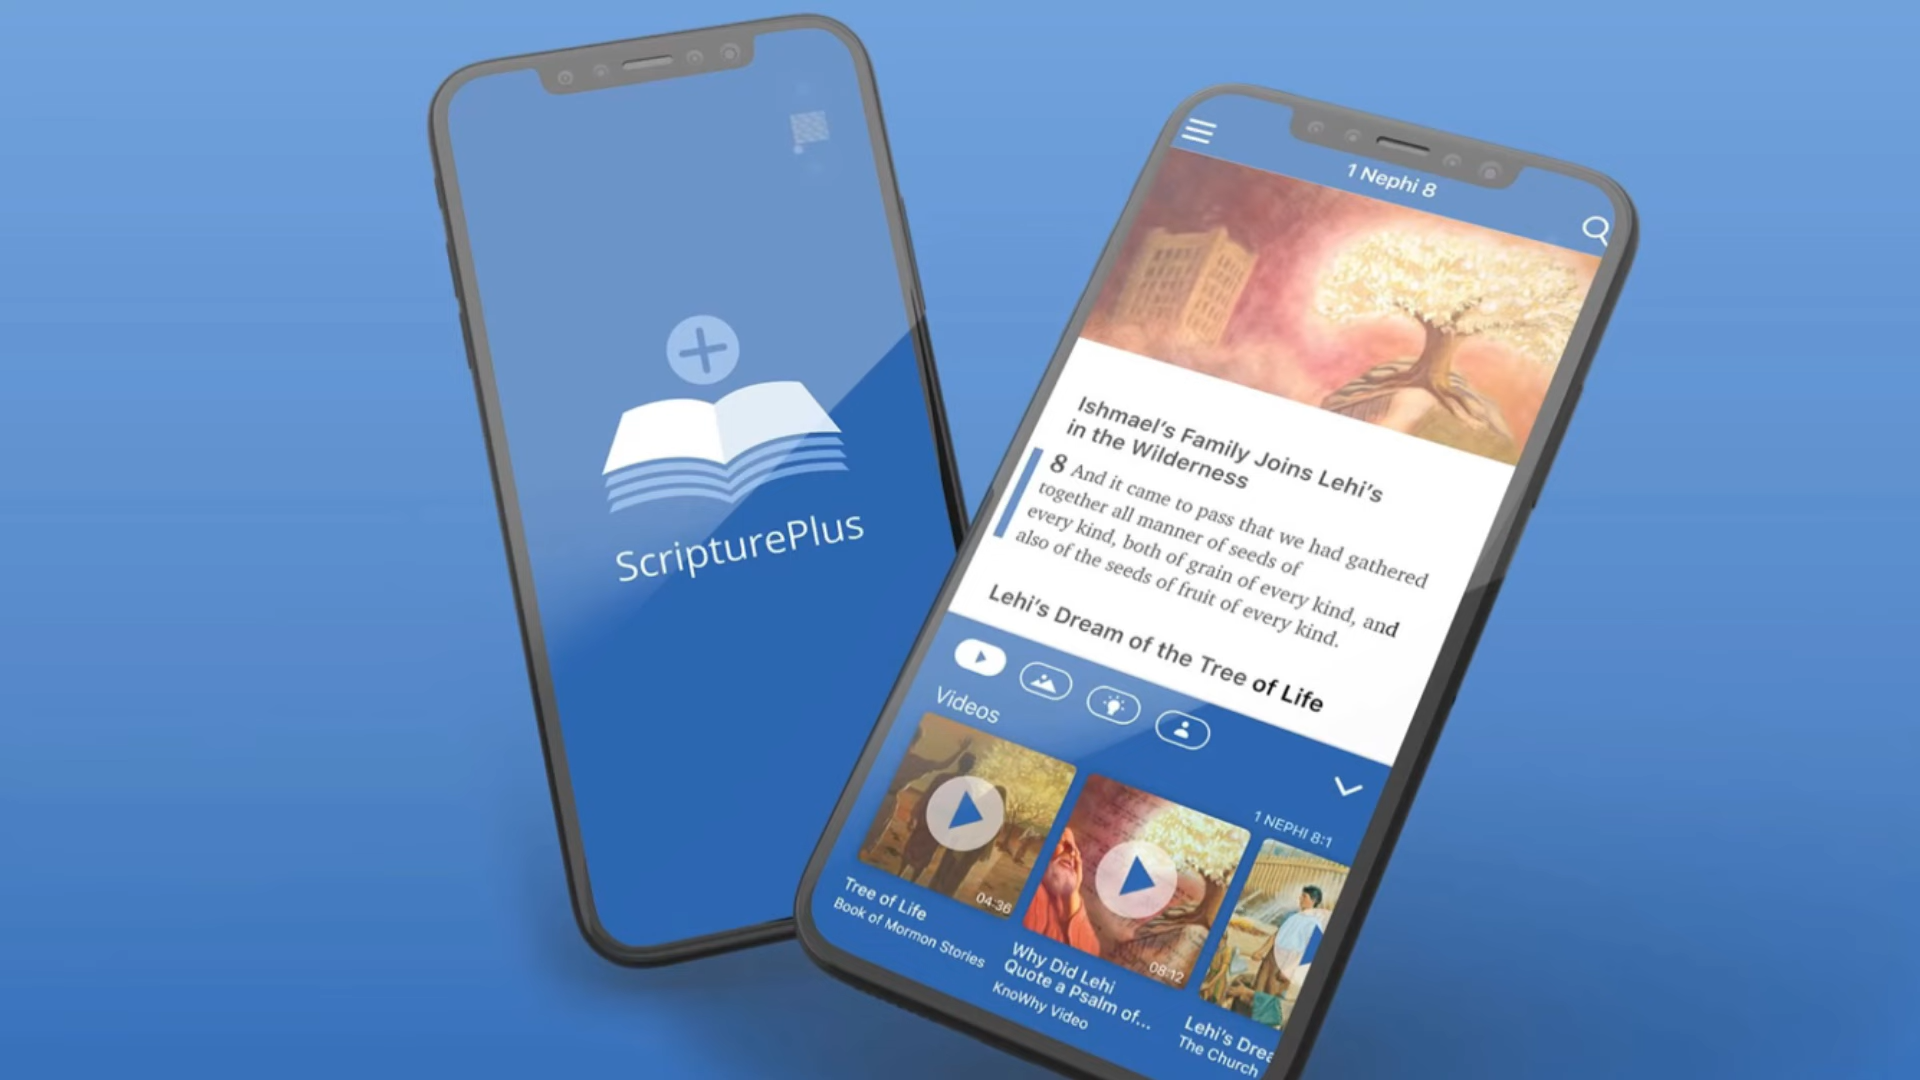 ScripturePlus
1 Nephi 8
Ishmael’s Family Joins Lehi’s
in the Wilderness
8 And it came to pass that we had gathered
together all manner of seeds of
every kind, both of grain of every kind, and
also of the seeds of fruit of every kind.
Lehi’s Dream of the Tree of Life
Videos
1 NEPHI 8:1
04:36
Tree of Life
Book of Mormon Stories
08:12
Why Did Lehi
Quote a Psalm of...
KnoWhy Video
Lehi’s Drea
The Church